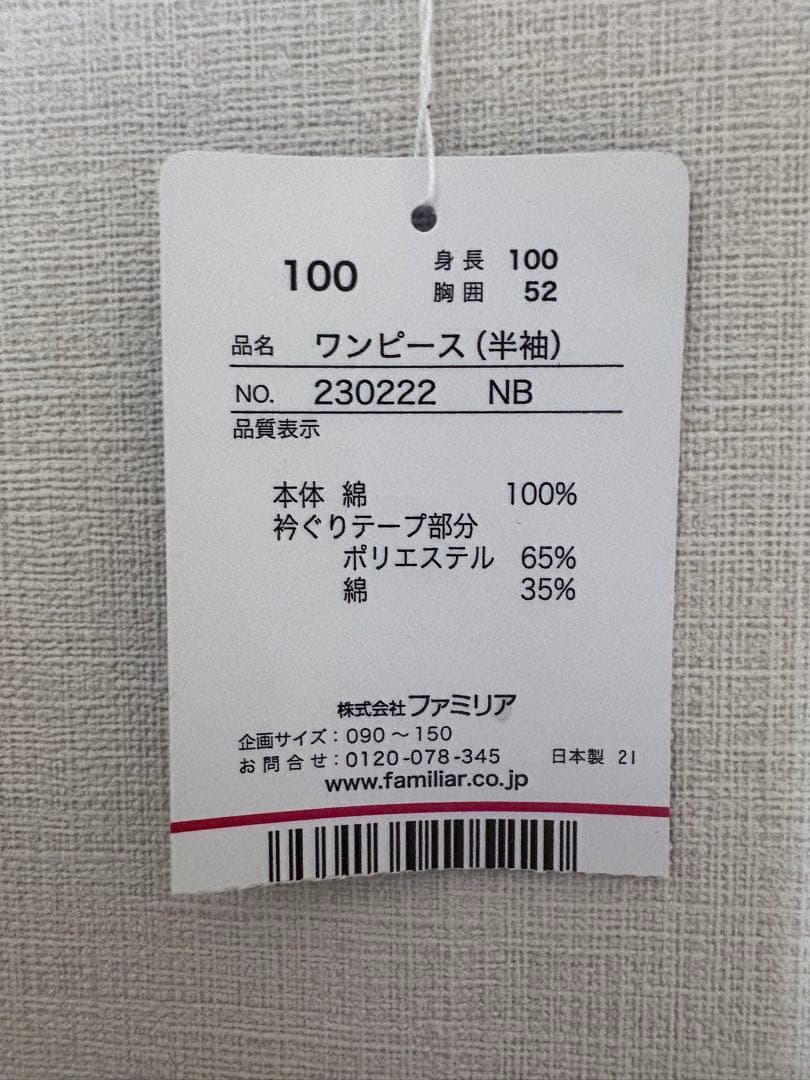 100 身長 100
胸囲 52
品名 ワンピース(半袖)
NO. 230222 NB
品質表示
本体 綿 100%
衿ぐりテープ部分
ポリエステル 65%
綿 35%
株式会社ファミリア
企画サイズ:090〜150
お問合せ:0120-078-345 日本製 21
www.familiar.co.jp